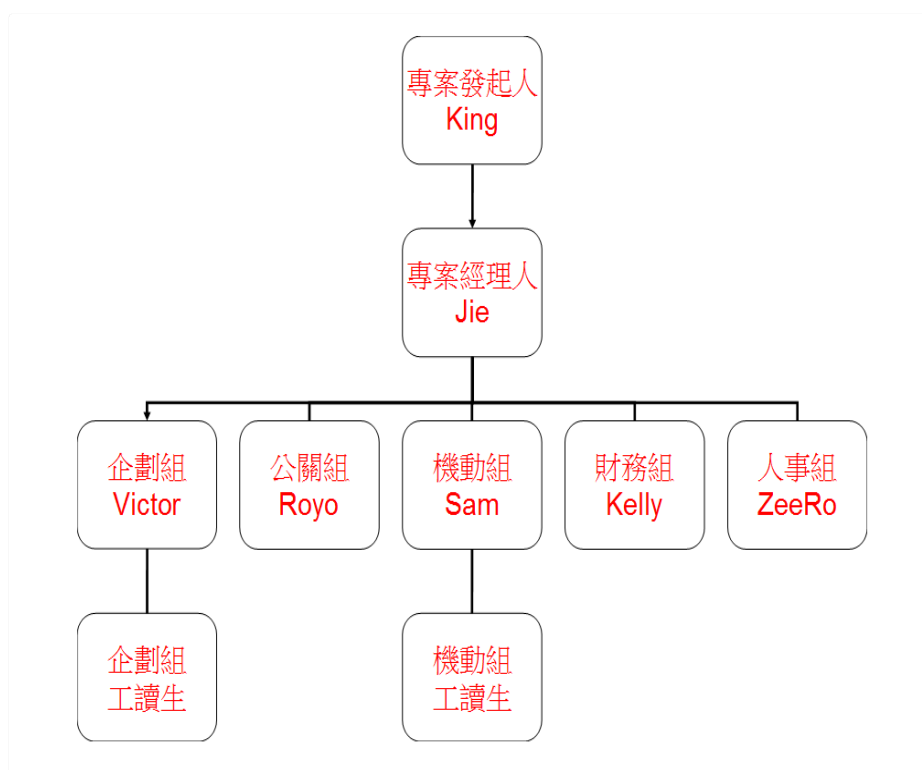 專案發起人
King
專案經理人
Jie
企劃組
Victor
公關組
Royo
機動組
Sam
財務組
Kelly
人事組
ZeeRo
企劃組
工讀生
機動組
工讀生